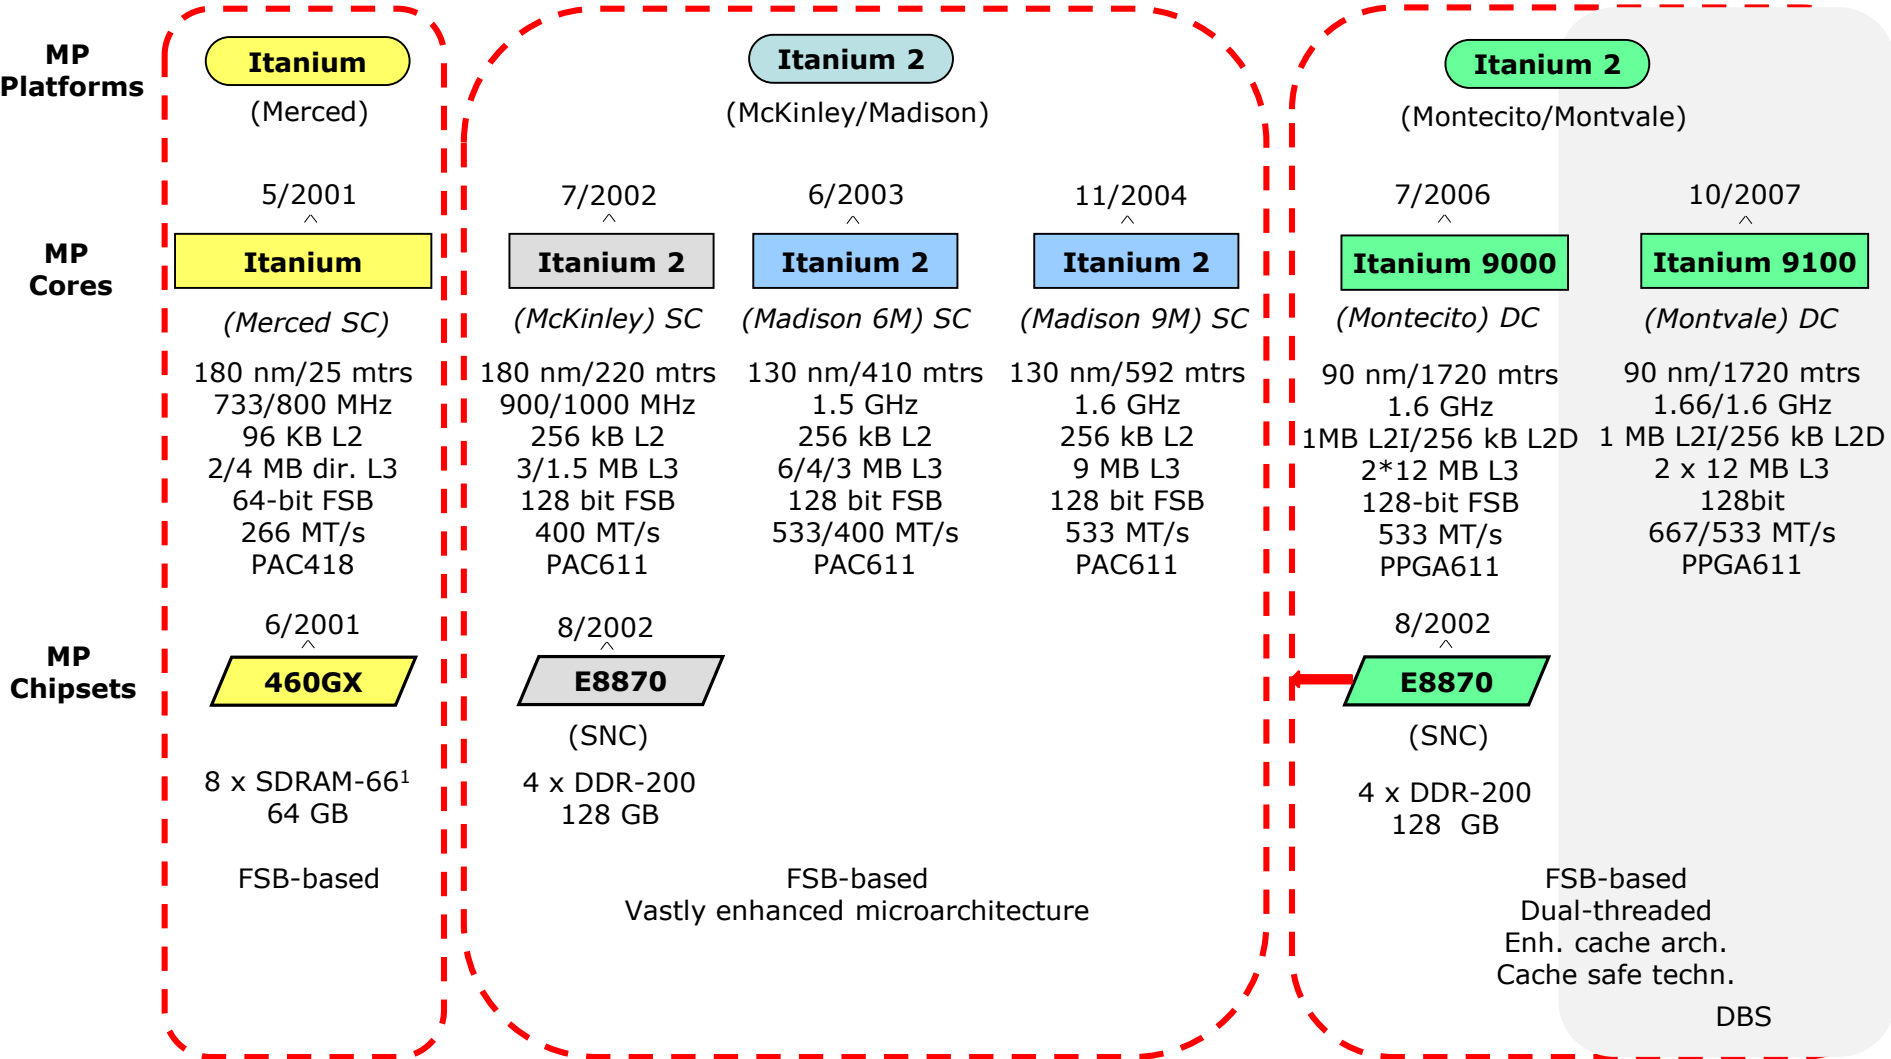 MP
Platforms
Itanium
(Merced)
Itanium 2
(McKinley/Madison)
Itanium 2
(Montecito/Montvale)
MP
Cores
5/2001
Itanium
(Merced SC)
180 nm/25 mtrs
733/800 MHz
96 KB L2
2/4 MB dir. L3
64-bit FSB
266 MT/s
PAC418
7/2002
Itanium 2
(McKinley) SC
180 nm/220 mtrs
900/1000 MHz
256 kB L2
3/1.5 MB L3
128 bit FSB
400 MT/s
PAC611
6/2003
Itanium 2
(Madison 6M) SC
130 nm/410 mtrs
1.5 GHz
256 kB L2
6/4/3 MB L3
128 bit FSB
533/400 MT/s
PAC611
11/2004
Itanium 2
(Madison 9M) SC
130 nm/592 mtrs
1.6 GHz
256 kB L2
9 MB L3
128 bit FSB
533 MT/s
PAC611
7/2006
Itanium 9000
(Montecito) DC
90 nm/1720 mtrs
1.6 GHz
1MB L2I/256 kB L2D
2*12 MB L3
128-bit FSB
533 MT/s
PPGA611
10/2007
Itanium 9100
(Montvale) DC
90 nm/1720 mtrs
1.66/1.6 GHz
1 MB L2I/256 kB L2D
2 x 12 MB L3
128bit
667/533 MT/s
PPGA611
MP
Chipsets
6/2001
460GX
8 x SDRAM-66¹
64 GB
8/2002
E8870
(SNC)
4 x DDR-200
128 GB
8/2002
E8870
(SNC)
4 x DDR-200
128 GB
FSB-based
FSB-based
Vastly enhanced microarchitecture
FSB-based
Dual-threaded
Enh. cache arch.
Cache safe techn.
DBS